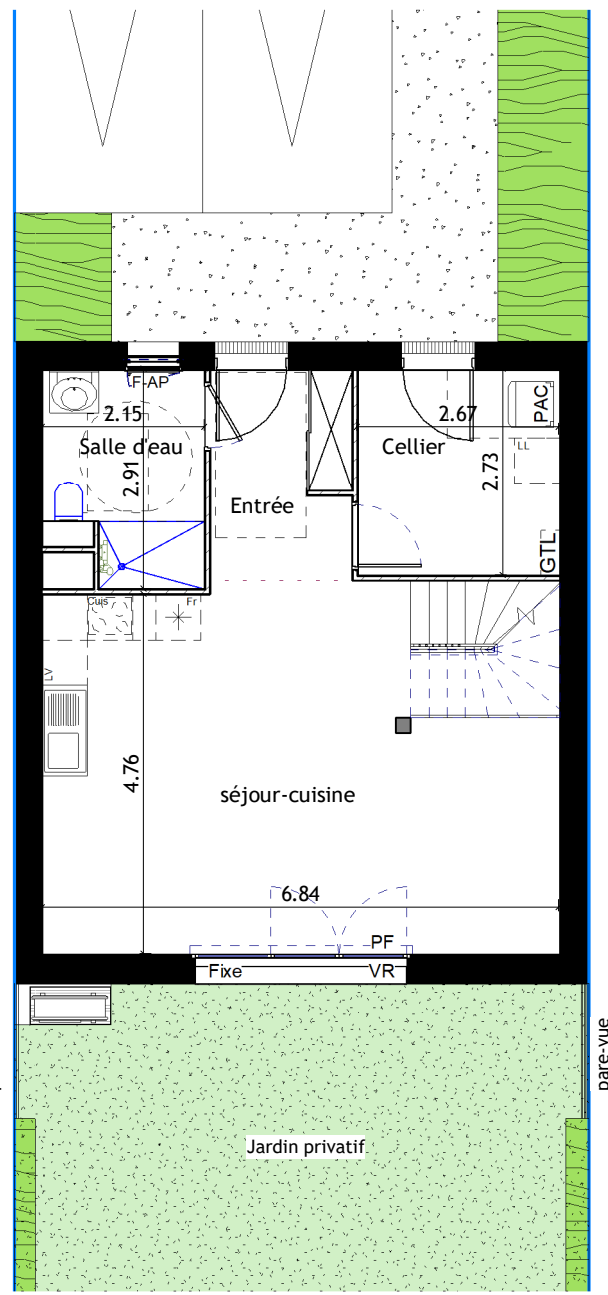 F-AP
2.15
Salle d'eau
2.91
Entrée
2.67
Cellier
PAC
LL
2.73
GTL
Cuis
Fr
LV
4.76
séjour-cuisine
6.84
PF
Fixe
VR
pare-vue
Jardin privatif